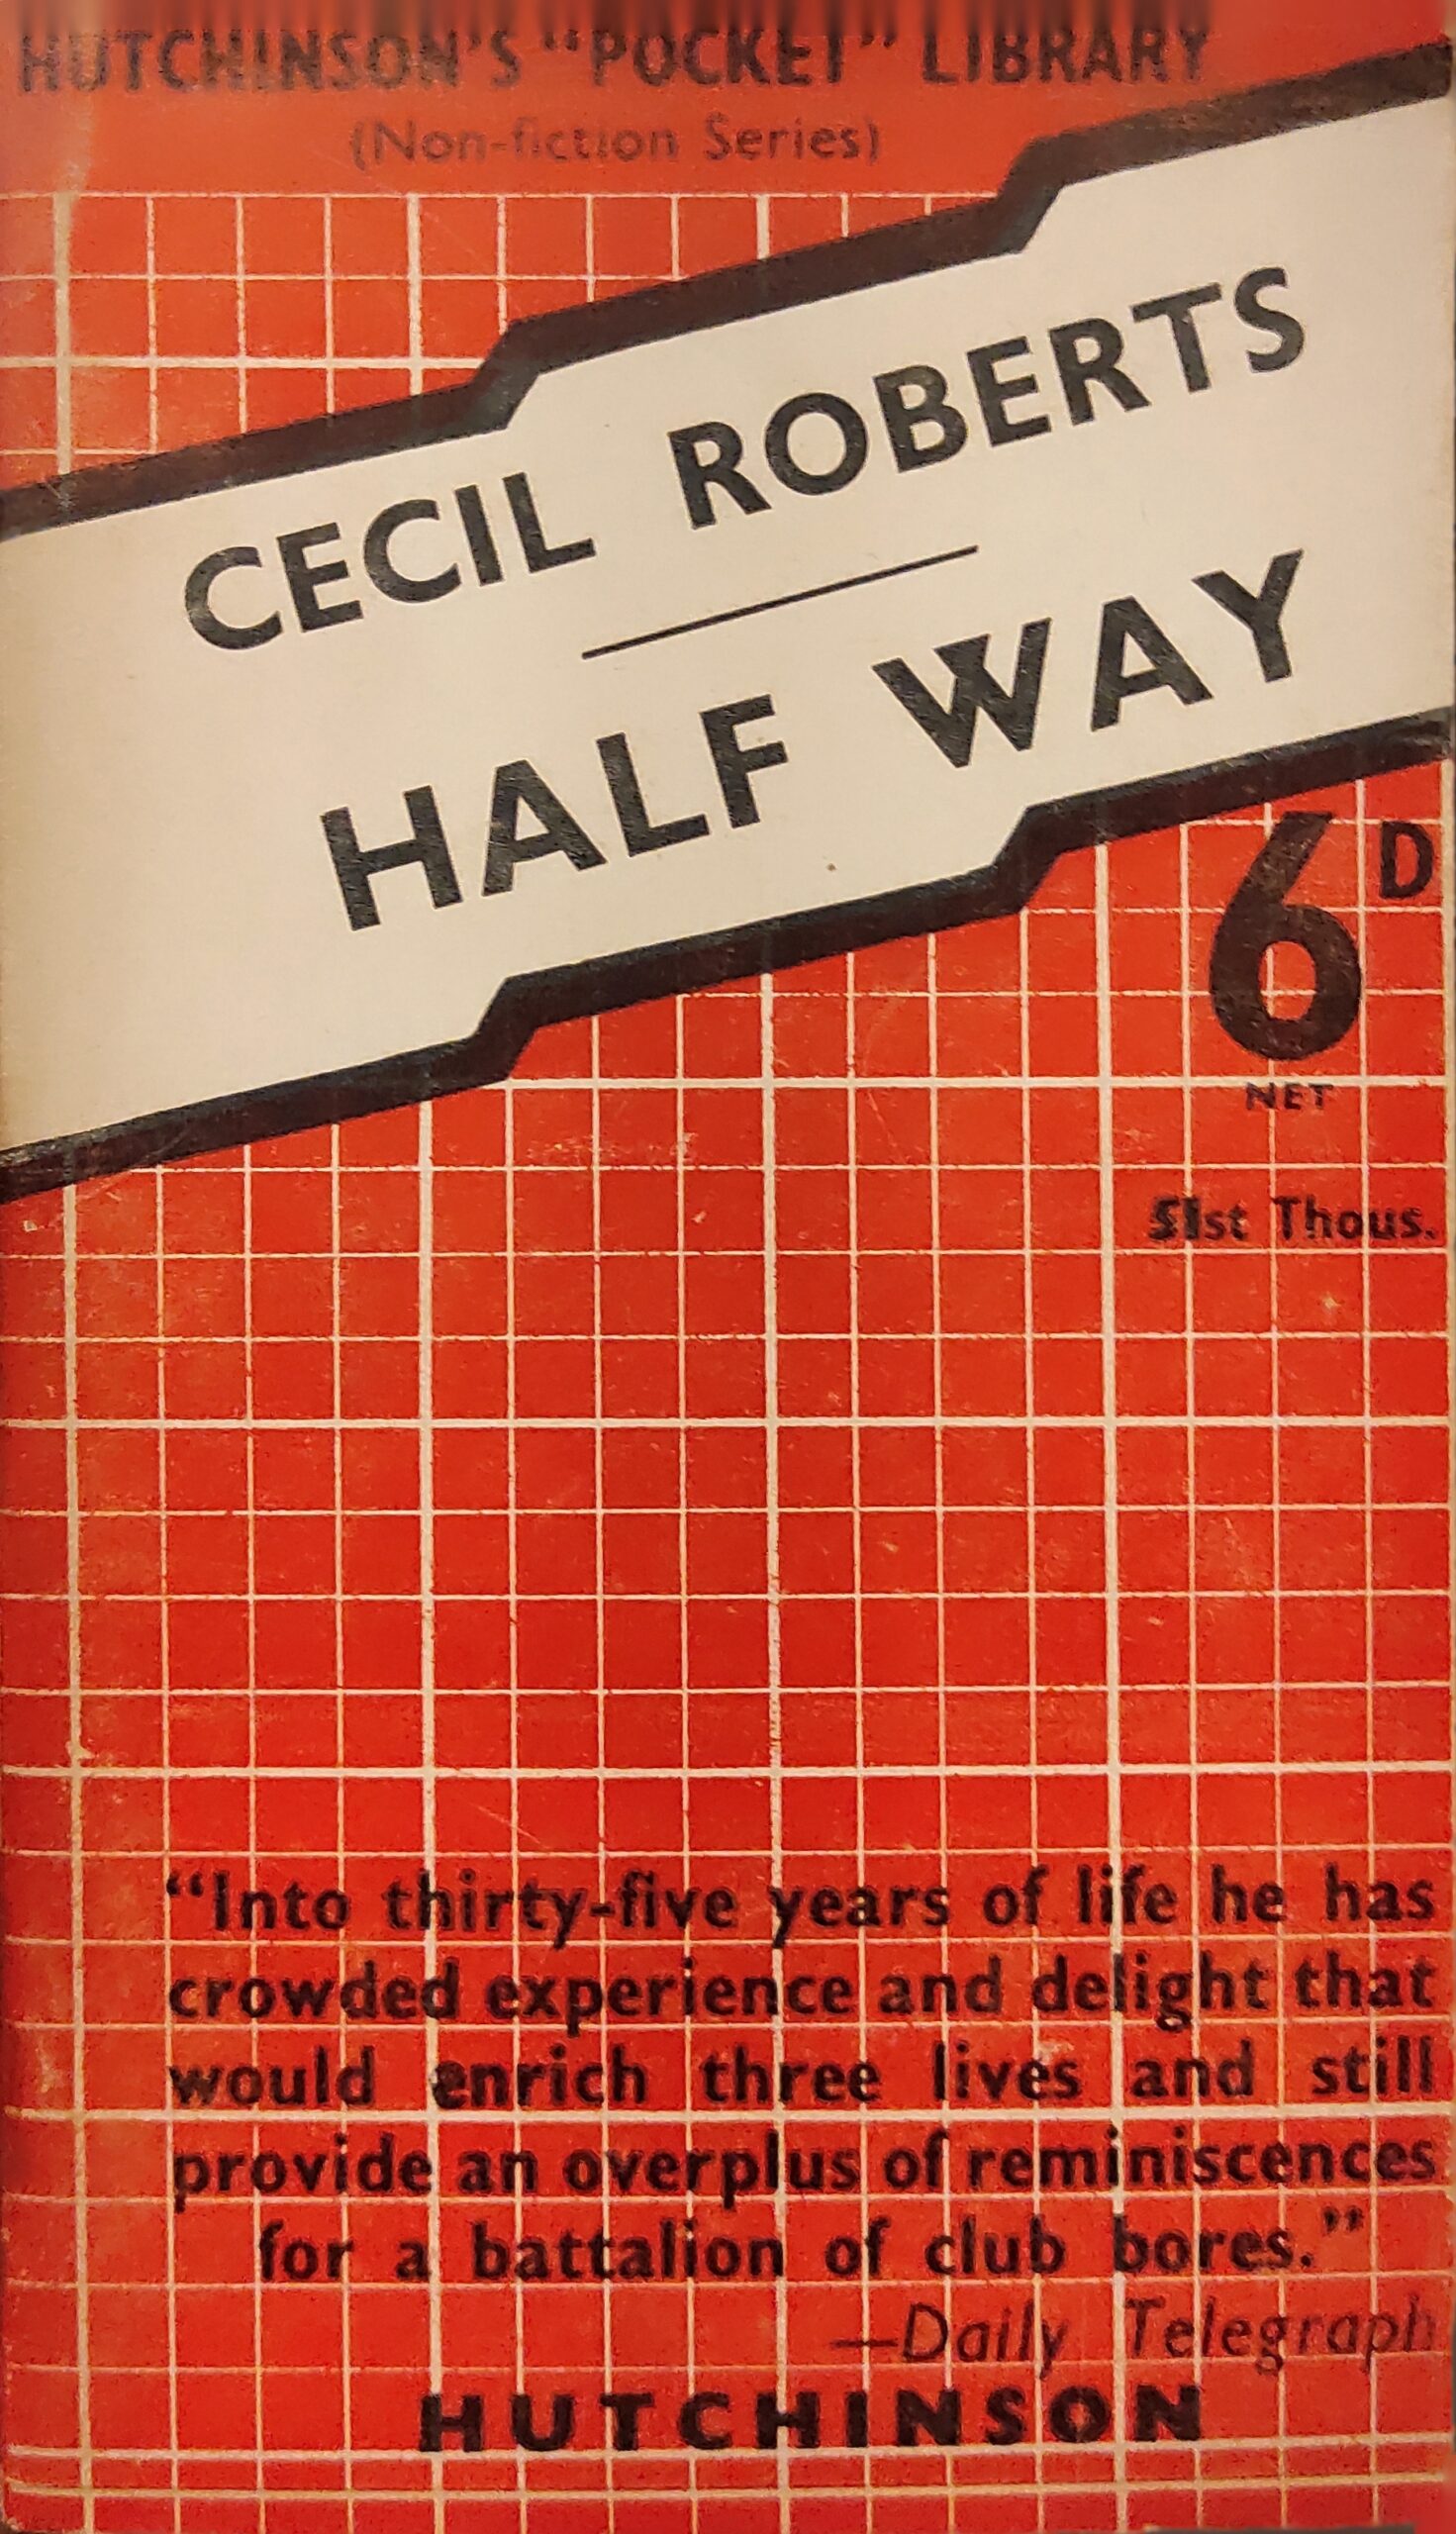 HUTCHINSON'S "POCKET" LIBRARY
(Non-fiction Series)
CECIL ROBERTS
HALF WAY
6D
NET
51st Thous.
"Into thirty-five years of life he has
crowded experience and delight that
would enrich three lives and still
provide an overplus of reminiscences
for a battalion of club bores."
—Daily Telegraph
HUTCHINSON